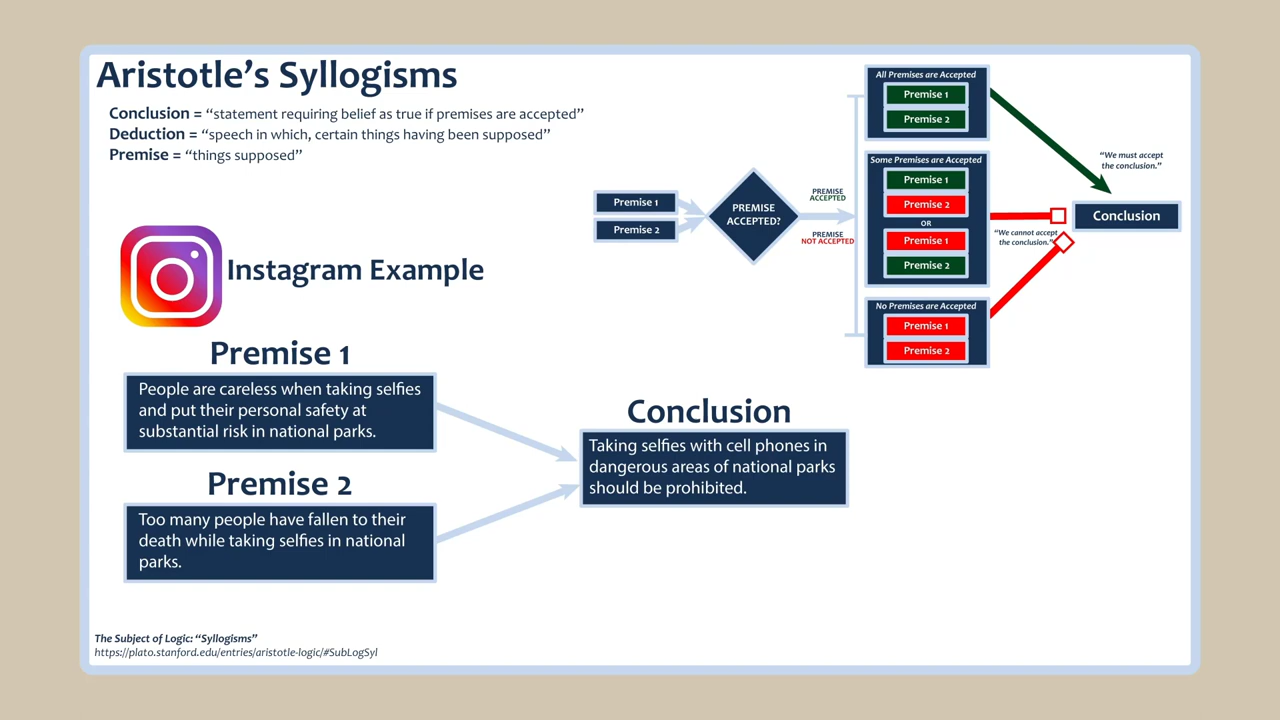 Aristotle's Syllogisms
Conclusion = “statement requiring belief as true if premises are accepted”
Deduction = “speech in which, certain things having been supposed”
Premise = “things supposed”
Premise 1
Premise 2
PREMISE
ACCEPTED?
PREMISE
ACCEPTED
PREMISE
NOT ACCEPTED
All Premises are Accepted
Premise 1
Premise 2
Some Premises are Accepted
Premise 1
Premise 2
OR
Premise 1
Premise 2
No Premises are Accepted
Premise 1
Premise 2
“We must accept
the conclusion.”
“We cannot accept
the conclusion.”
Conclusion
Instagram Example
Premise 1
People are careless when taking selfies
and put their personal safety at
substantial risk in national parks.
Premise 2
Too many people have fallen to their
death while taking selfies in national
parks.
Conclusion
Taking selfies with cell phones in
dangerous areas of national parks
should be prohibited.
The Subject of Logic: “Syllogisms”
https://plato.stanford.edu/entries/aristotle-logic/#SubLogSyl